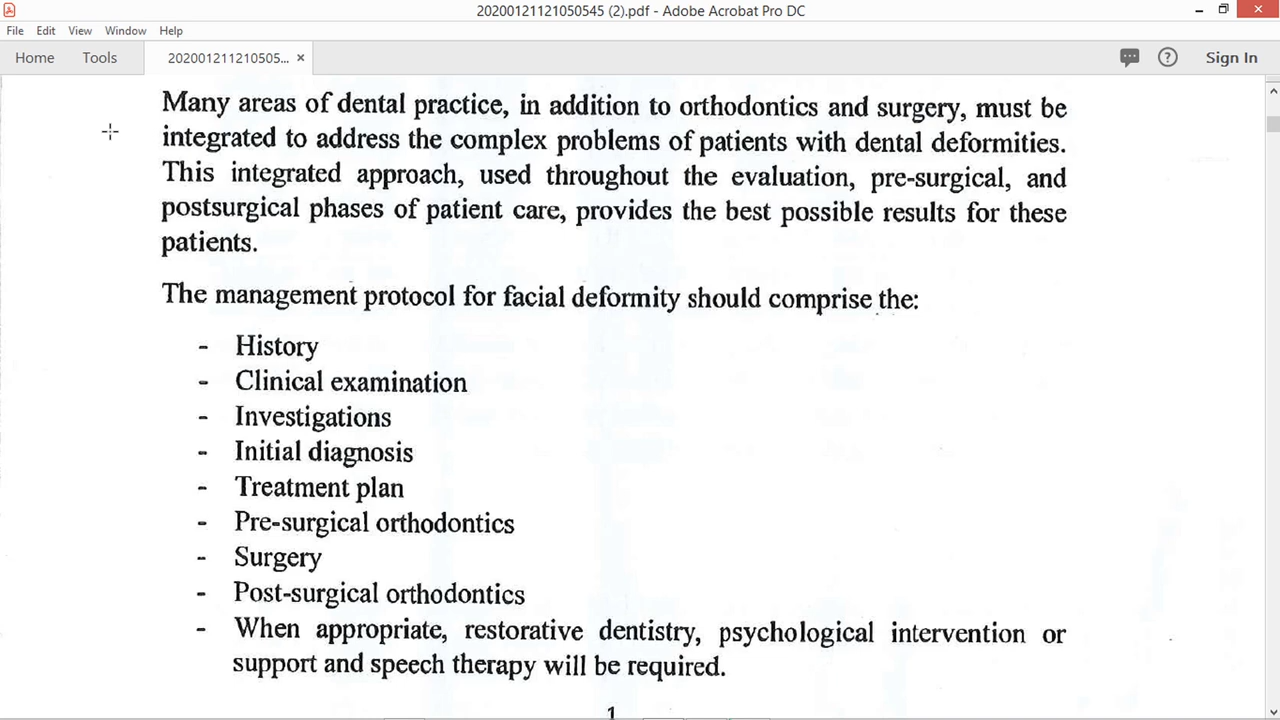 20200121121050545 (2).pdf - Adobe Acrobat Pro DC
File Edit View Window Help
Home Tools 202001211210505... × Sign In
Many areas of dental practice, in addition to orthodontics and surgery, must be
integrated to address the complex problems of patients with dental deformities.
This integrated approach, used throughout the evaluation, pre-surgical, and
postsurgical phases of patient care, provides the best possible results for these
patients.
The management protocol for facial deformity should comprise the:
- History
- Clinical examination
- Investigations
- Initial diagnosis
- Treatment plan
- Pre-surgical orthodontics
- Surgery
- Post-surgical orthodontics
- When appropriate, restorative dentistry, psychological intervention or
support and speech therapy will be required.
1